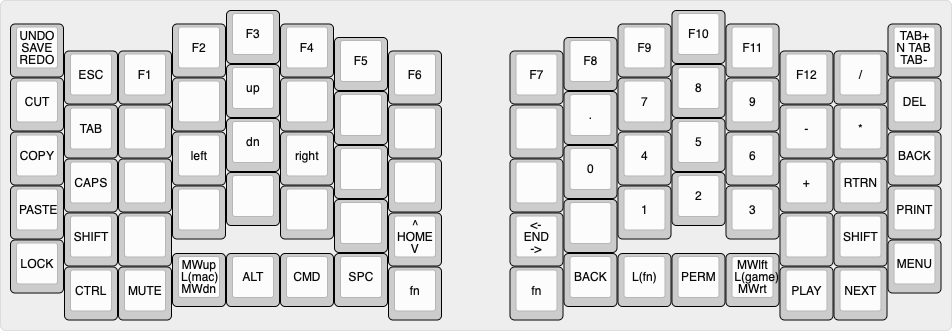 UNDO
SAVE
REDO
ESC
F1
F2
F3
F4
F5
F6
F7
F8
F9
F10
F11
F12
/
TAB+
N TAB
TAB-
CUT
TAB
up
.
7
8
9
-
*
DEL
COPY
CAPS
left
dn
right
0
4
5
6
+
RTRN
BACK
PASTE
SHIFT
^
HOME
V
<-
END
->
1
2
3
SHIFT
PRINT
LOCK
CTRL
MUTE
MWup
L(mac)
MWdn
ALT
CMD
SPC
fn
fn
BACK
L(fn)
PERM
MWlft
L(game)
MWrt
PLAY
NEXT
MENU